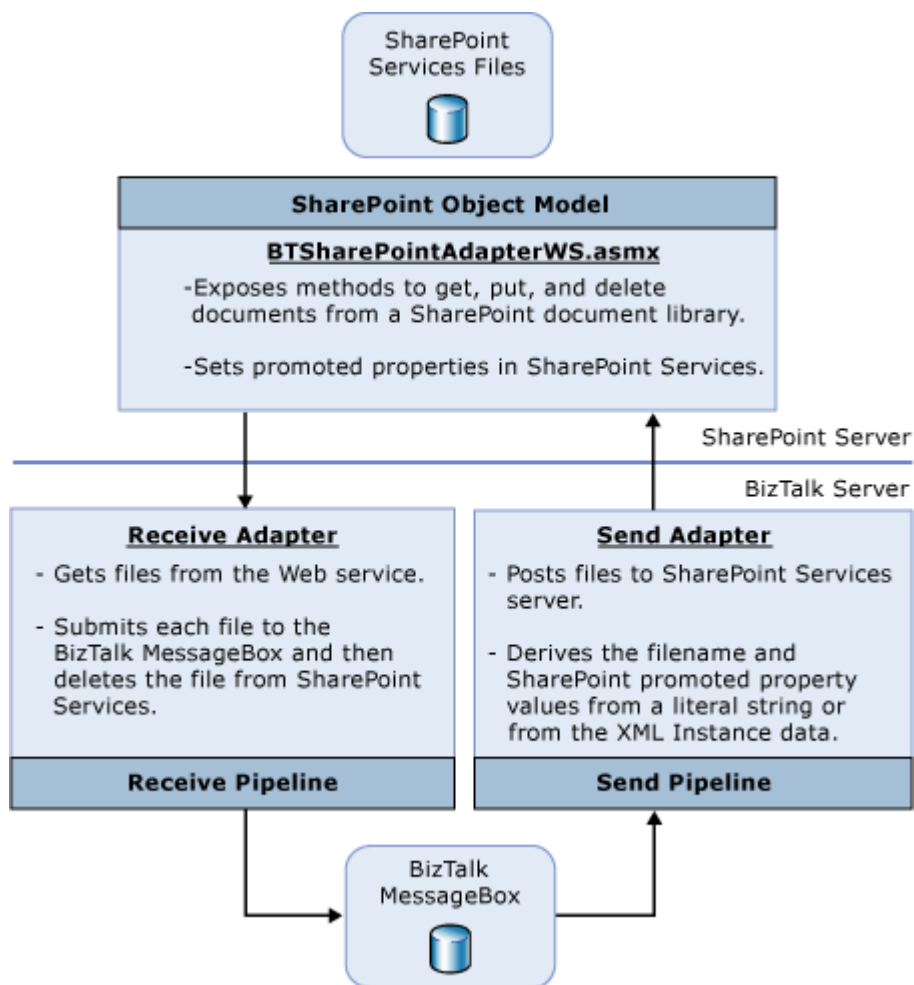 SharePoint
Services Files
SharePoint Object Model
BTSharePointAdapterWS.asmx
-Exposes methods to get, put, and delete
documents from a SharePoint document library.
-Sets promoted properties in SharePoint Services.
SharePoint Server
BizTalk Server
Receive Adapter
- Gets files from the Web service.
- Submits each file to the
BizTalk MessageBox and then
deletes the file from SharePoint
Services.
Receive Pipeline
Send Adapter
- Posts files to SharePoint Services
server.
- Derives the filename and
SharePoint promoted property
values from a literal string or
from the XML Instance data.
Send Pipeline
BizTalk
MessageBox